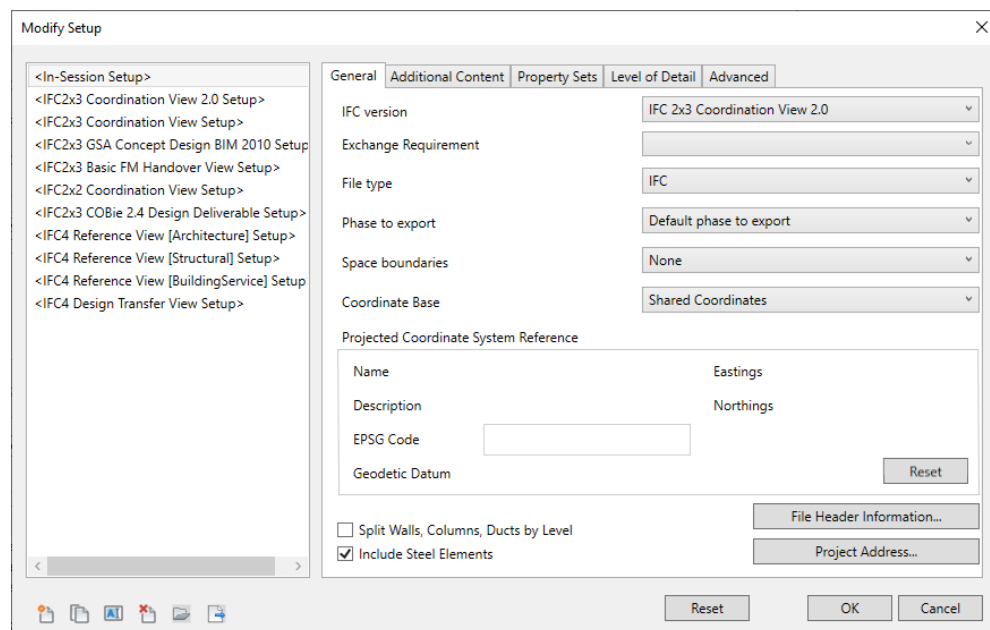 Modify Setup
<In-Session Setup>
<IFC2x3 Coordination View 2.0 Setup>
<IFC2x3 Coordination View Setup>
<IFC2x3 GSA Concept Design BIM 2010 Setup
<IFC2x3 Basic FM Handover View Setup>
<IFC2x2 Coordination View Setup>
<IFC2x3 COBie 2.4 Design Deliverable Setup>
<IFC4 Reference View [Architecture] Setup>
<IFC4 Reference View [Structural] Setup>
<IFC4 Reference View [BuildingService] Setup
<IFC4 Design Transfer View Setup>
General Additional Content Property Sets Level of Detail Advanced
IFC version IFC 2x3 Coordination View 2.0
Exchange Requirement
File type IFC
Phase to export Default phase to export
Space boundaries None
Coordinate Base Shared Coordinates
Projected Coordinate System Reference
Name Eastings
Description Northings
EPSG Code
Geodetic Datum Reset
File Header Information...
Split Walls, Columns, Ducts by Level
Include Steel Elements Project Address...
AI Reset OK Cancel